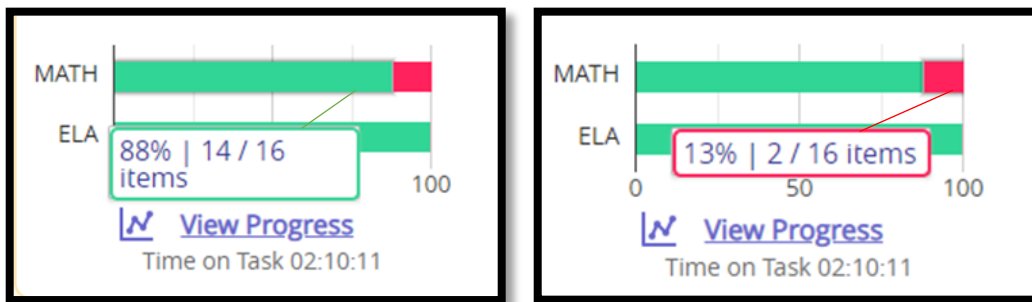 MATH
ELA
88% | 14 / 16
items
100
View Progress
Time on Task 02:10:11
MATH
ELA
13% | 2 / 16 items
0 50 100
View Progress
Time on Task 02:10:11